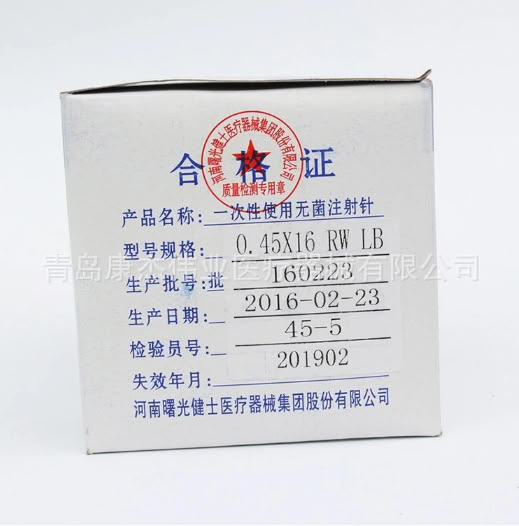 河南曙光健士医疗器械集团股份有限公司
质量检测专用章
合格证
产品名称：一次性使用无菌注射针
型号规格：0.45X16 RW LB
生产批号：批160223
生产日期：2016-02-23
检验员号：45-5
失效年月：201902
河南曙光健士医疗器械集团股份有限公司
青岛康杰伟业医疗器械有限公司